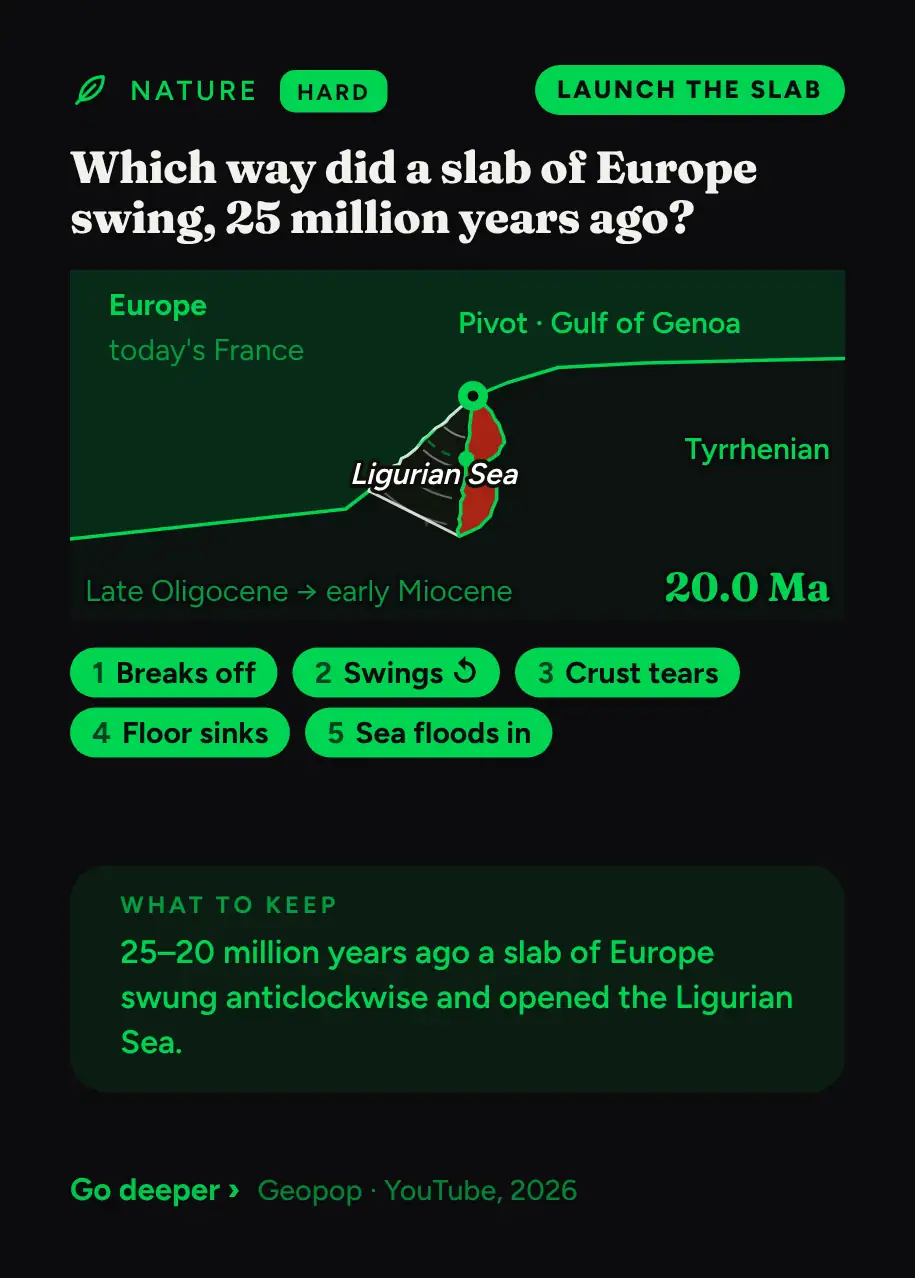 NATURE HARD LAUNCH THE SLAB
Which way did a slab of Europe
swing, 25 million years ago?
Europe
Pivot · Gulf of Genoa
today's France
Tyrrhenian
Ligurian Sea
Late Oligocene → early Miocene
20.0 Ma
1 Breaks off
2 Swings ↺
3 Crust tears
4 Floor sinks
5 Sea floods in
WHAT TO KEEP
25–20 million years ago a slab of Europe
swung anticlockwise and opened the Ligurian
Sea.
Go deeper › Geopop · YouTube, 2026